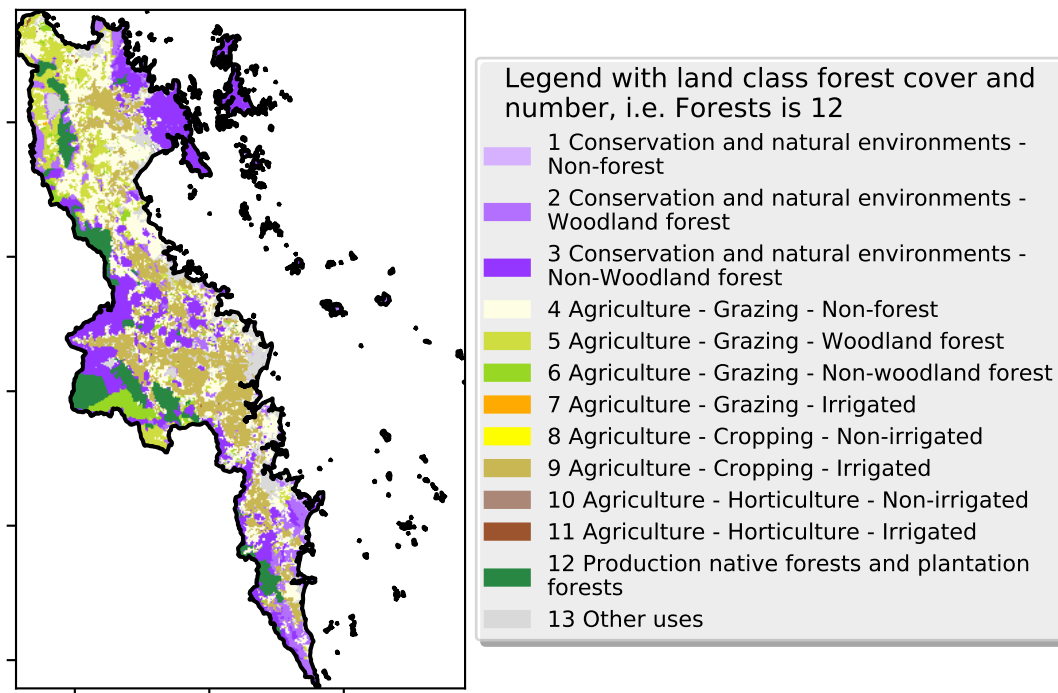 Legend with land class forest cover and
number, i.e. Forests is 12
1 Conservation and natural environments -
Non-forest
2 Conservation and natural environments -
Woodland forest
3 Conservation and natural environments -
Non-Woodland forest
4 Agriculture - Grazing - Non-forest
5 Agriculture - Grazing - Woodland forest
6 Agriculture - Grazing - Non-woodland forest
7 Agriculture - Grazing - Irrigated
8 Agriculture - Cropping - Non-irrigated
9 Agriculture - Cropping - Irrigated
10 Agriculture - Horticulture - Non-irrigated
11 Agriculture - Horticulture - Irrigated
12 Production native forests and plantation
forests
13 Other uses